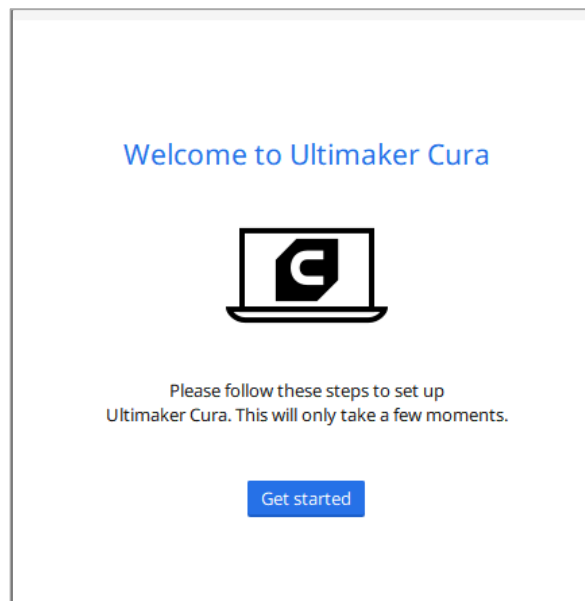 Welcome to Ultimaker Cura
Please follow these steps to set up
Ultimaker Cura. This will only take a few moments.
Get started